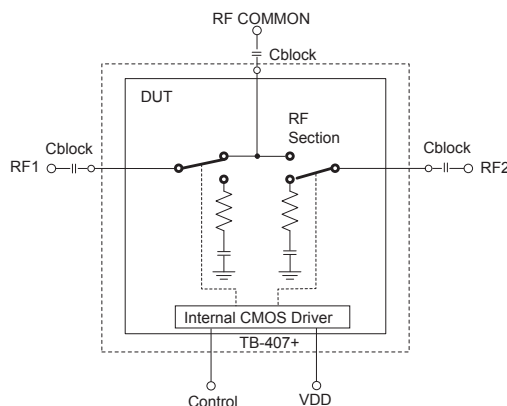 RF COMMON
Cblock
DUT
RF
Section
Cblock
RF1
Cblock
RF2
Internal CMOS Driver
TB-407+
Control
VDD